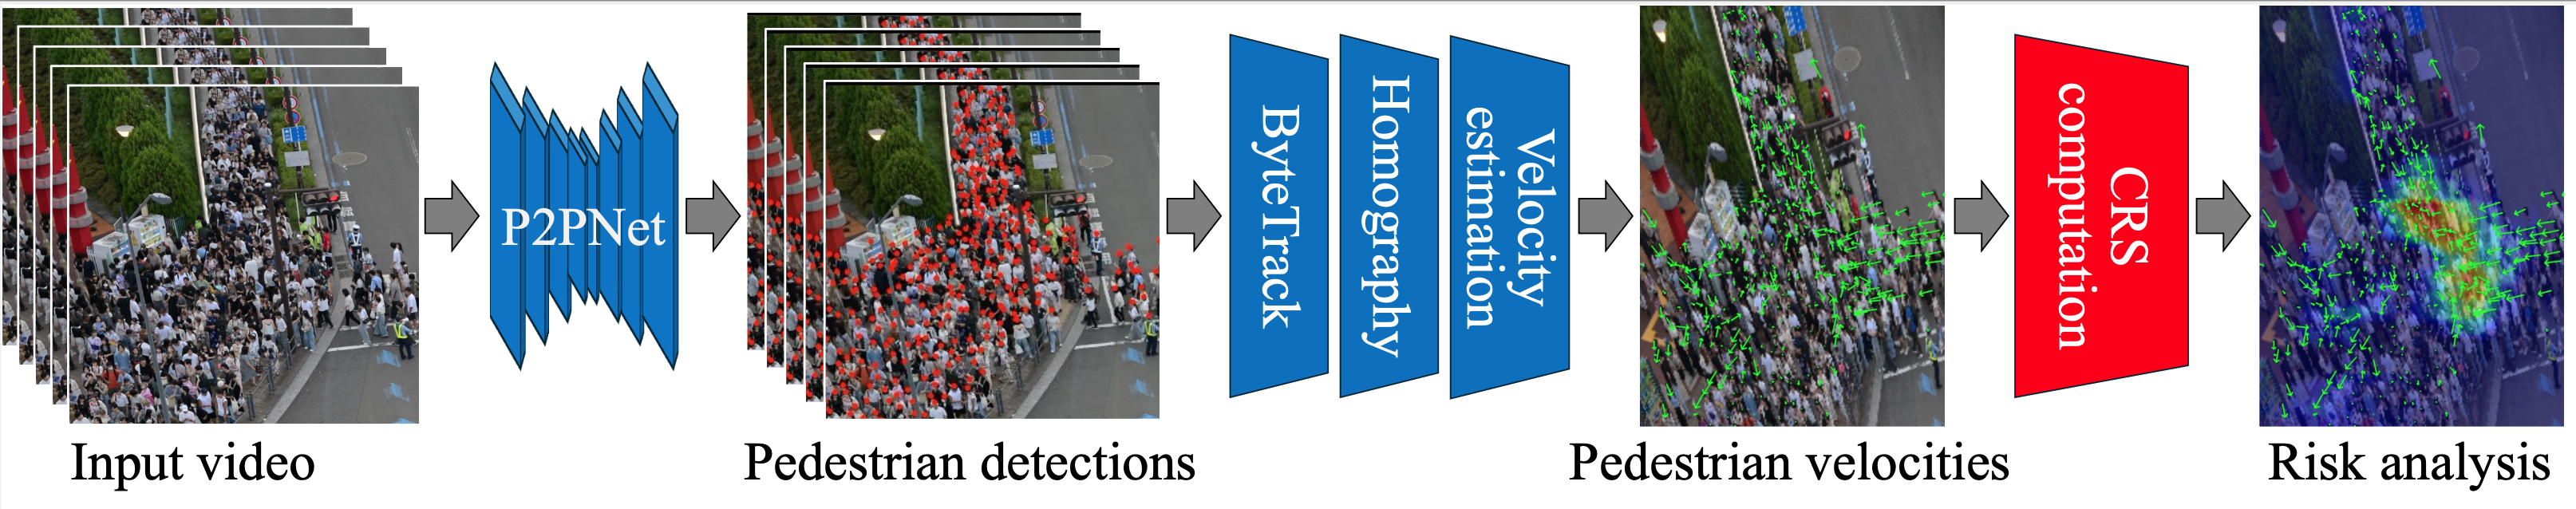 P2PNet
ByteTrack
Homography
Velocity
estimation
CRS
computation
Input video
Pedestrian detections
Pedestrian velocities
Risk analysis